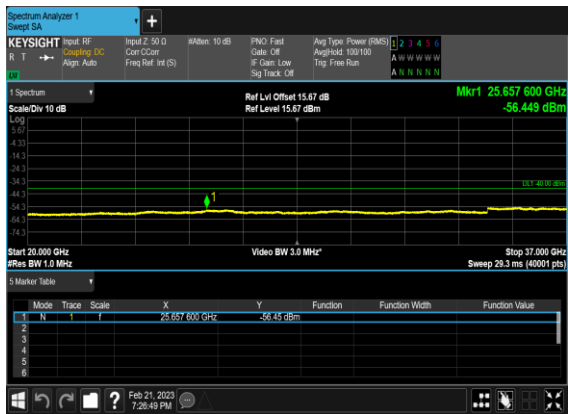 Spectrum Analyzer 1
Swept SA
KEYSIGHT
R T
Input: RF
Coupling: DC
Align: Auto
Input Z: 50 Ω
Corr CCorr
Freq Ref: Int (S)
#Atten: 10 dB
PNO: Fast
Gate: Off
IF Gain: Low
Sig Track: Off
Avg Type: Power (RMS)
Avg|Hold: 100/100
Trig: Free Run
1 2 3 4 5 6
A W W W W W
A N N N N N
1 Spectrum
Scale/Div 10 dB
Ref Lvl Offset 15.67 dB
Ref Level 15.67 dBm
Mkr1 25.657 600 GHz
-56.449 dBm
Log
5.67
-4.33
-14.3
-24.3
-34.3
-44.3
-54.3
-64.3
-74.3
DL1 -40.00 dBm
1
Start 20.000 GHz
#Res BW 1.0 MHz
Video BW 3.0 MHz*
Stop 37.000 GHz
Sweep 29.3 ms (40001 pts)
5 Marker Table
Mode Trace Scale X Y Function Function Width Function Value
1 N 1 f 25.657 600 GHz -56.45 dBm
2
3
4
5
6
?
Feb 21, 2023
7:26:49 PM